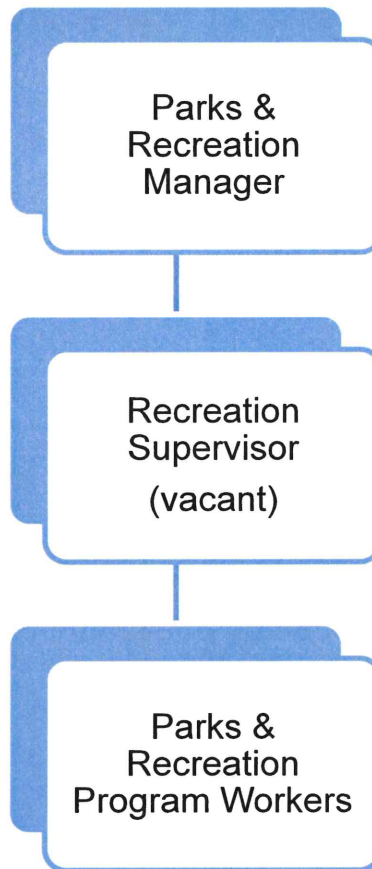 Parks &
Recreation
Manager
Recreation
Supervisor
(vacant)
Parks &
Recreation
Program Workers